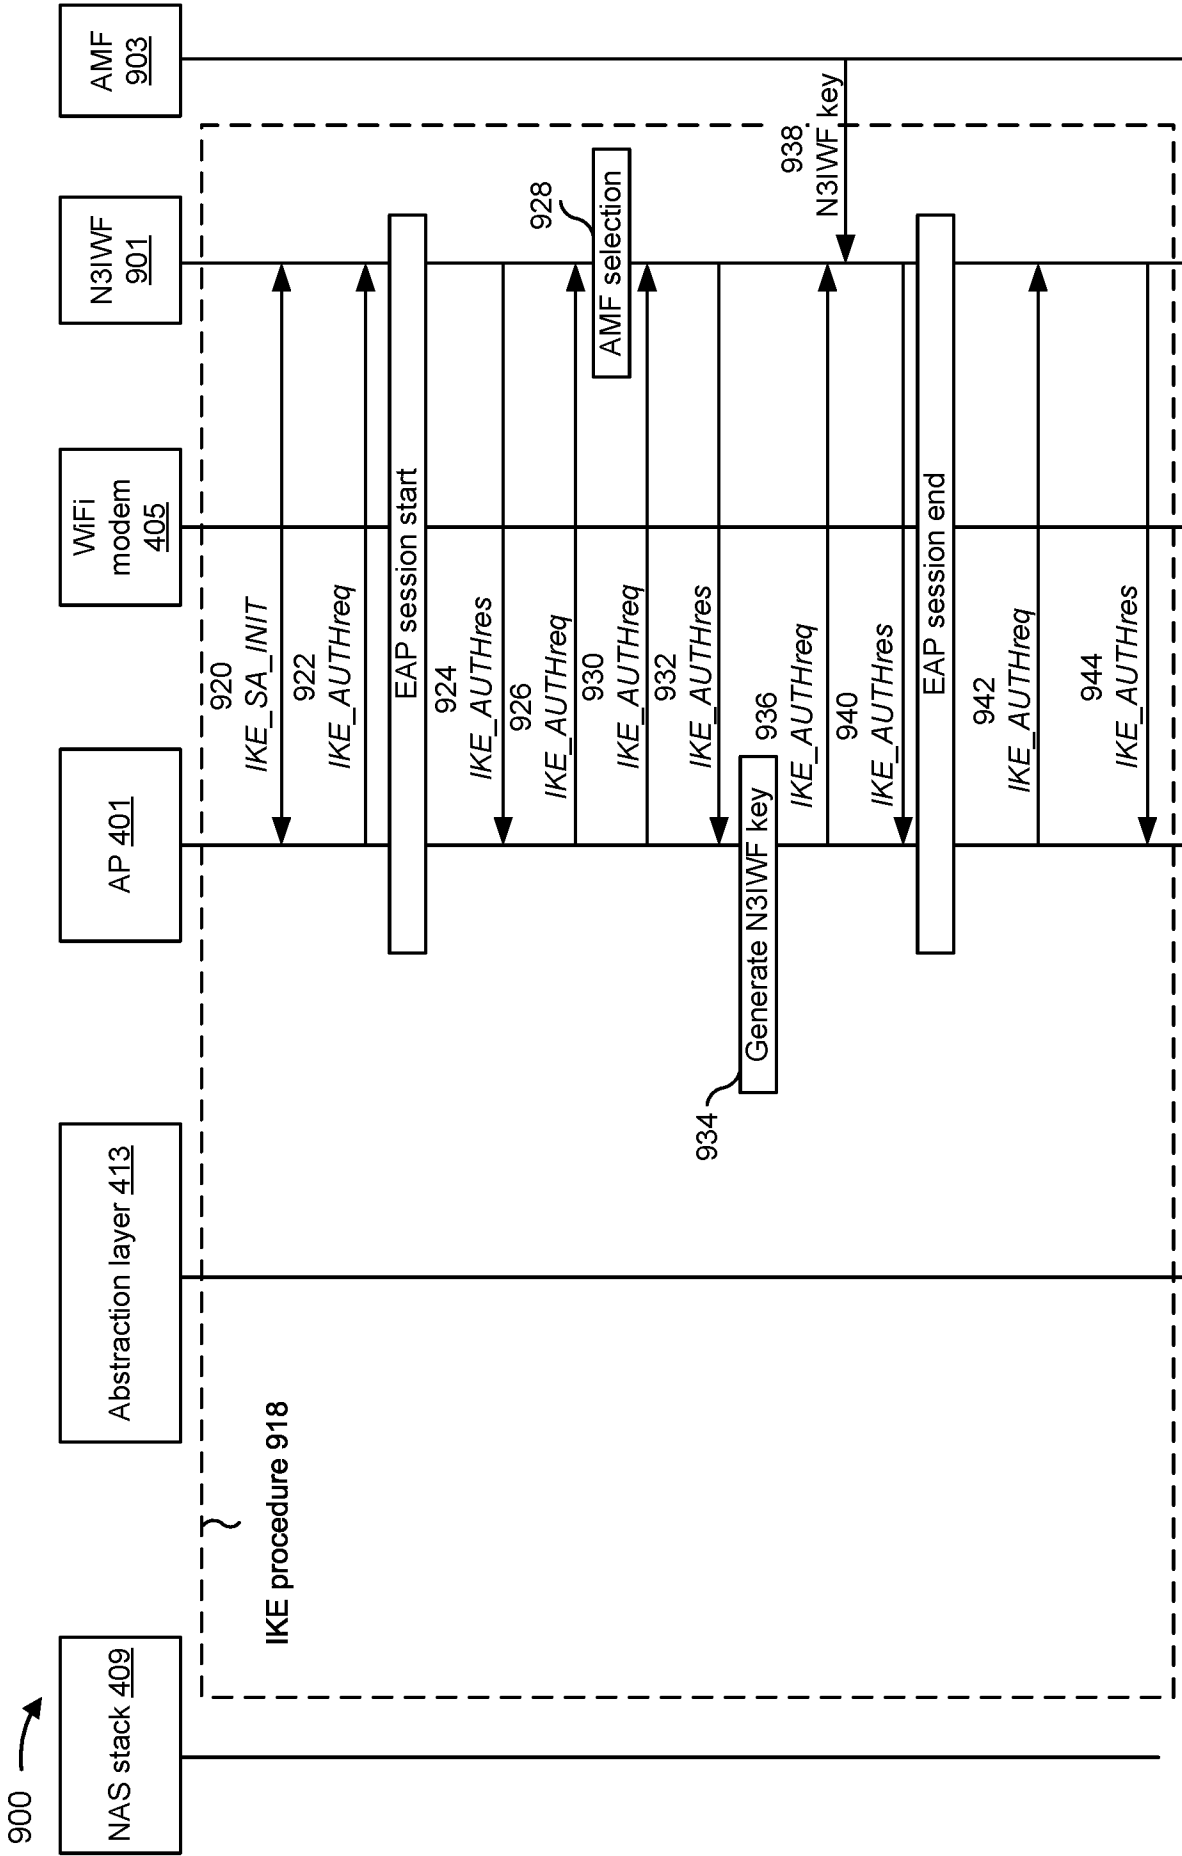 900
NAS stack 409
Abstraction layer 413
AP 401
WiFi
modem
405
N3IWF
901
AMF
903
IKE procedure 918
920
IKE_SA_INIT
922
IKE_AUTHreq
EAP session start
924
IKE_AUTHres
926
IKE_AUTHreq
928
AMF selection
930
IKE_AUTHreq
932
IKE_AUTHres
934
Generate N3IWF key
936
IKE_AUTHreq
938
N3IWF key
940
IKE_AUTHres
EAP session end
942
IKE_AUTHreq
944
IKE_AUTHres